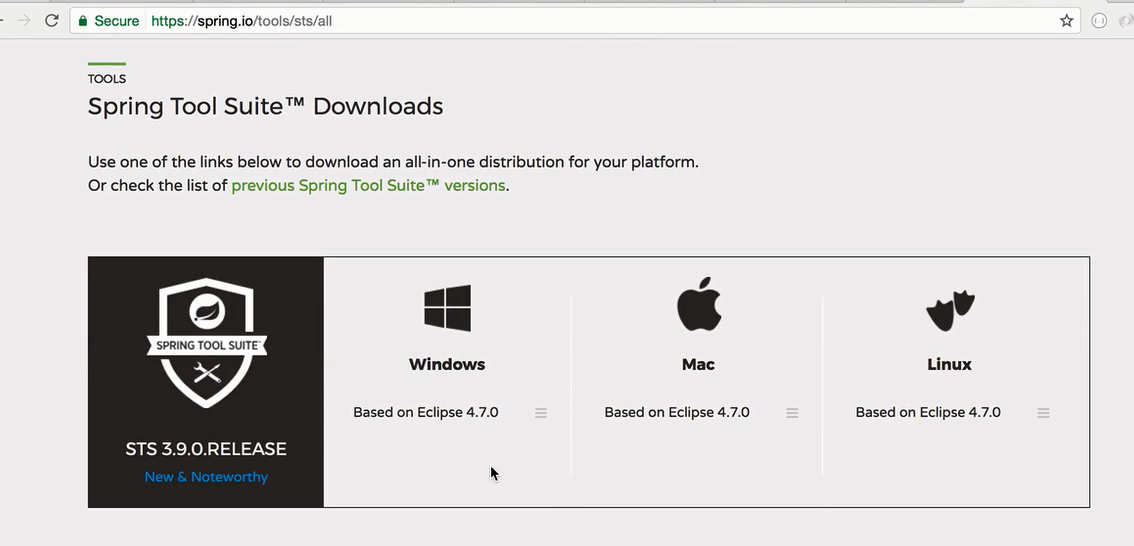 Secure https://spring.io/tools/sts/all
TOOLS
Spring Tool Suite™ Downloads
Use one of the links below to download an all-in-one distribution for your platform.
Or check the list of previous Spring Tool Suite™ versions.
SPRING TOOL SUITE™
STS 3.9.0.RELEASE
New & Noteworthy
Windows
Based on Eclipse 4.7.0
Mac
Based on Eclipse 4.7.0
Linux
Based on Eclipse 4.7.0